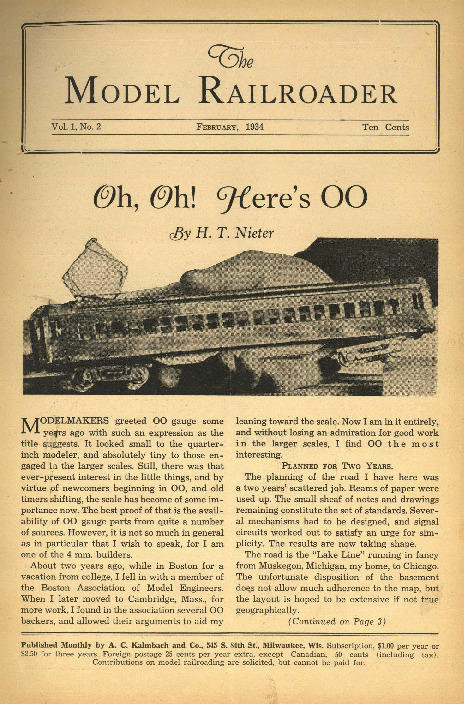 The
MODEL RAILROADER
Vol. 1, No. 2 FEBRUARY, 1934 Ten Cents
Oh, Oh! Here's OO
By H. T. Nieter
MODELMAKERS greeted OO gauge some
years ago with such an expression as the
title suggests. It looked small to the quarter-
inch modeler, and absolutely tiny to those en-
gaged in the larger scales. Still, there was that
ever-present interest in the little things, and by
virtue of newcomers beginning in OO, and old
timers shifting, the scale has become of some im-
portance now. The best proof of that is the avail-
ability of OO gauge parts from quite a number
of sources. However, it is not so much in general
as in particular that I wish to speak, for I am
one of the 4 mm. builders.
About two years ago, while in Boston for a
vacation from college, I fell in with a member of
the Boston Association of Model Engineers.
When I later moved to Cambridge, Mass., for
more work, I found in the association several OO
backers, and allowed their arguments to aid my
leaning toward the scale. Now I am in it entirely,
and without losing an admiration for good work
in the larger scales, I find OO the most
interesting.
PLANNED FOR TWO YEARS.
The planning of the road I have here was
a two years' scattered job. Reams of paper were
used up. The small sheaf of notes and drawings
remaining constitute the set of standards. Sever-
al mechanisms had to be designed, and signal
circuits worked out to satisfy an urge for sim-
plicity. The results are now taking shape.
The road is the "Lake Line" running in fancy
from Muskegon, Michigan, my home, to Chicago.
The unfortunate disposition of the basement
does not allow much adherence to the map, but
the layout is hoped to be extensive if not true
geographically.
(Continued on Page 3)
Published Monthly by A. C. Kalmbach and Co., 545 S. 84th St., Milwaukee, Wis. Subscription, $1.00 per year or
$2.50 for three years. Foreign postage 25 cents per year extra, except Canadian, 50 cents (including tax).
Contributions on model railroading are solicited, but cannot be paid for.